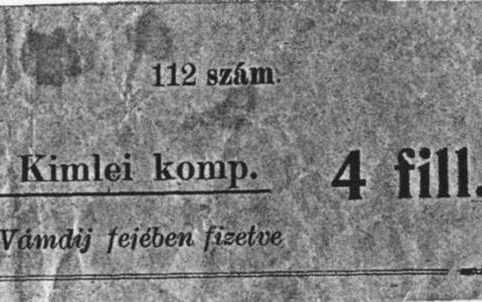 112 szám.
Kimlei komp.
4 fill.
Vámdij fejében fizetve